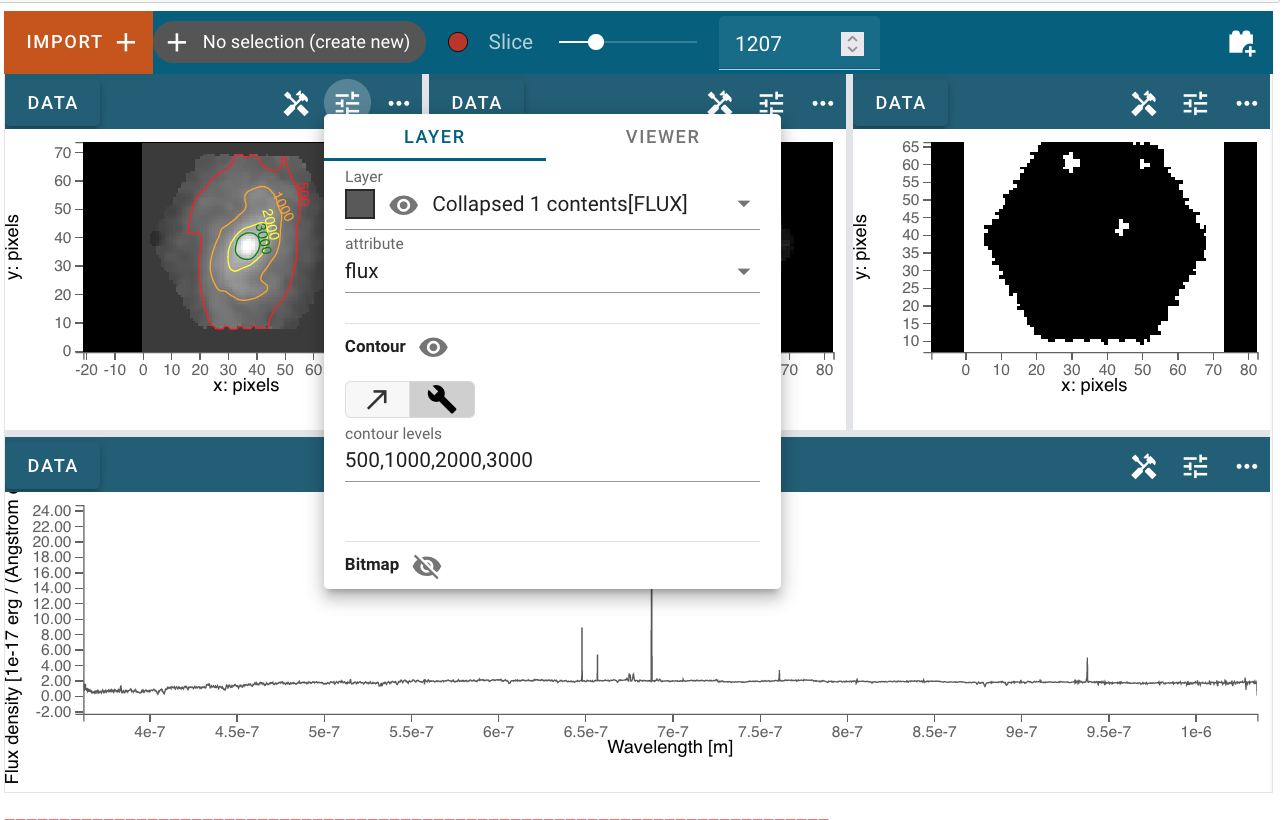 IMPORT
No selection (create new)
Slice
1207
DATA
DATA
DATA
LAYER
VIEWER
Layer
Collapsed 1 contents[FLUX]
attribute
flux
Contour
contour levels
500,1000,2000,3000
Bitmap
y: pixels
70
60
50
40
30
20
10
0
500
1000
2000
3000
-20 -10 0 10 20 30 40 50 60
x: pixels
70 80
y: pixels
65
60
55
50
45
40
35
30
25
20
15
10
0 10 20 30 40 50 60 70 80
x: pixels
DATA
Flux density [1e-17 erg / (Angstrom
24.00
22.00
20.00
18.00
16.00
14.00
12.00
10.00
8.00
6.00
4.00
2.00
0.00
-2.00
4e-7 4.5e-7 5e-7 5.5e-7 6e-7 6.5e-7 7e-7 7.5e-7 8e-7 8.5e-7 9e-7 9.5e-7 1e-6
Wavelength [m]